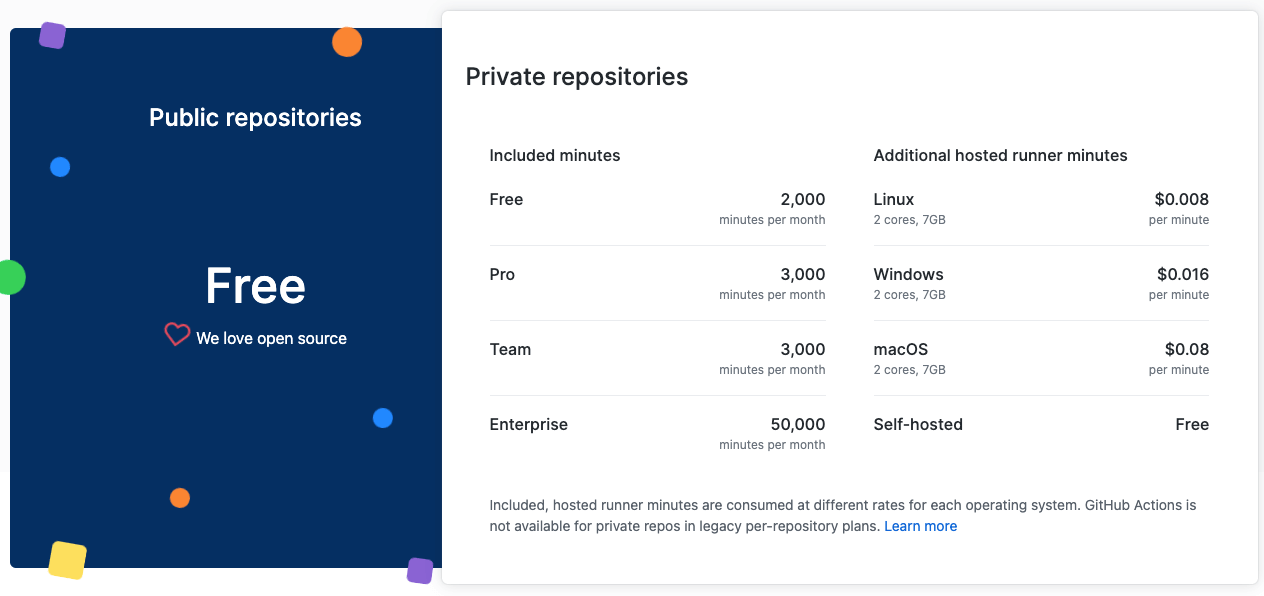 Public repositories
Free
We love open source
Private repositories
Included minutes
Free 2,000
minutes per month
Pro 3,000
minutes per month
Team 3,000
minutes per month
Enterprise 50,000
minutes per month
Additional hosted runner minutes
Linux $0.008
2 cores, 7GB per minute
Windows $0.016
2 cores, 7GB per minute
macOS $0.08
2 cores, 7GB per minute
Self-hosted Free
Included, hosted runner minutes are consumed at different rates for each operating system. GitHub Actions is
not available for private repos in legacy per-repository plans. Learn more